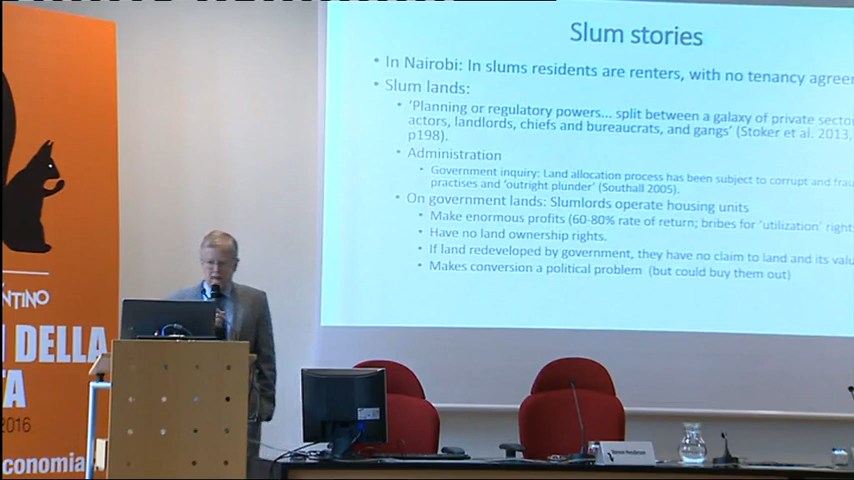 Slum stories
• In Nairobi: In slums residents are renters, with no tenancy agree
• Slum lands:
• 'Planning or regulatory powers... split between a galaxy of private secto
actors, landlords, chiefs and bureaucrats, and gangs' (Stoker et al. 2013,
p198).
• Administration
• Government inquiry: Land allocation process has been subject to corrupt and frau
practises and 'outright plunder' (Southall 2005).
• On government lands: Slumlords operate housing units
• Make enormous profits (60-80% rate of return; bribes for 'utilization' right
• Have no land ownership rights.
• If land redeveloped by government, they have no claim to land and its valu
• Makes conversion a political problem (but could buy them out)
NTINO
I DELLA
TA
2016
economia